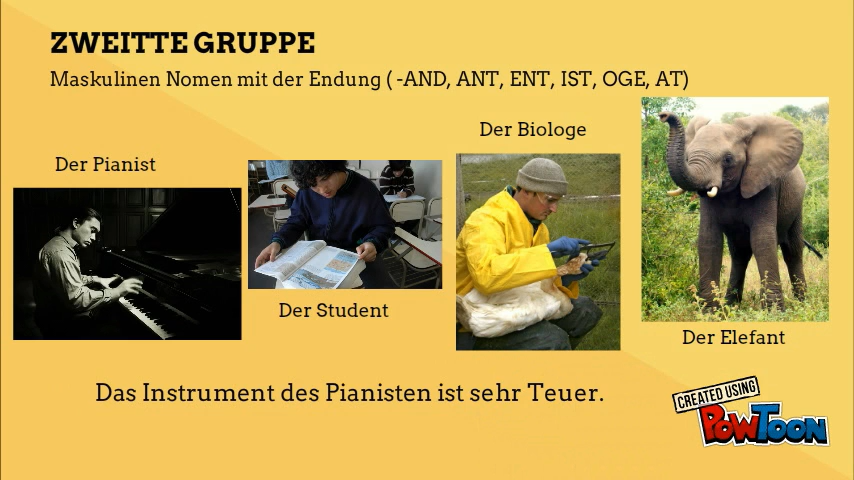 ZWEITTE GRUPPE
Maskulinen Nomen mit der Endung ( -AND, ANT, ENT, IST, OGE, AT)
Der Biologe
Der Pianist
Der Student
Der Elefant
Das Instrument des Pianisten ist sehr Teuer.
CREATED USING
POWTOON